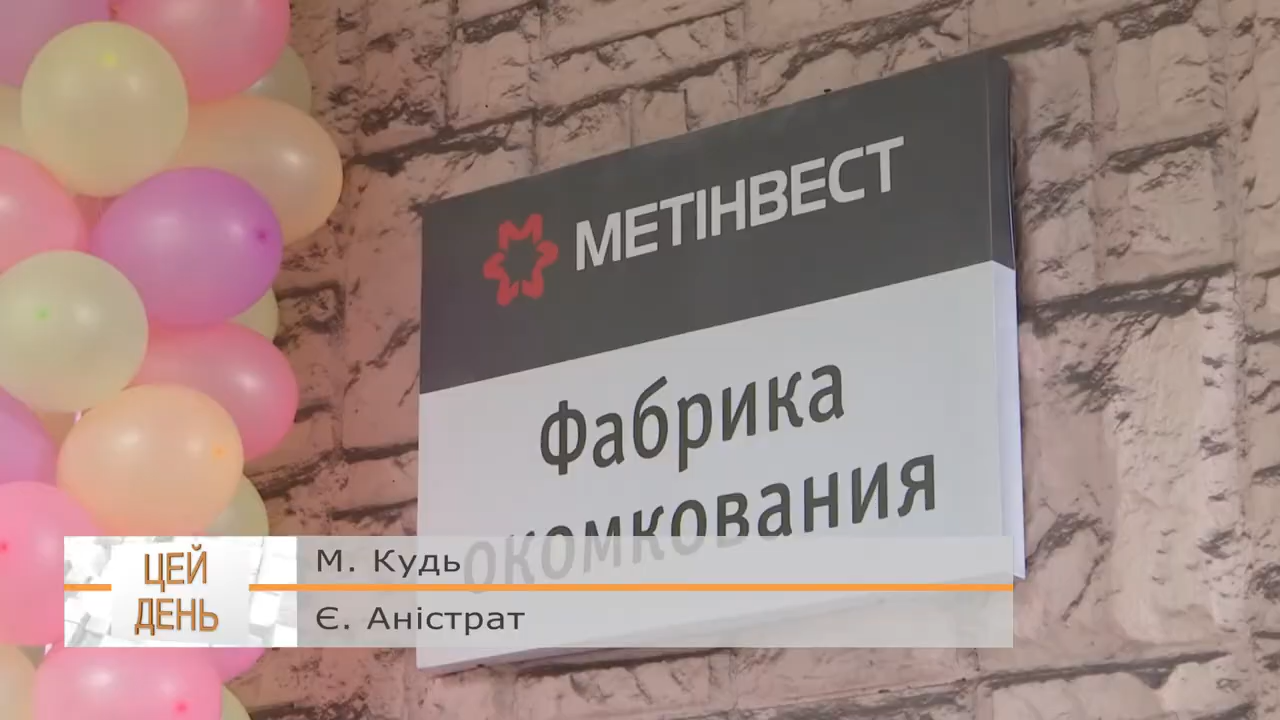 МЕТІНВЕСТ
Фабрика
окомкования
ЦЕЙ
ДЕНЬ
М. Кудь
Є. Аністрат